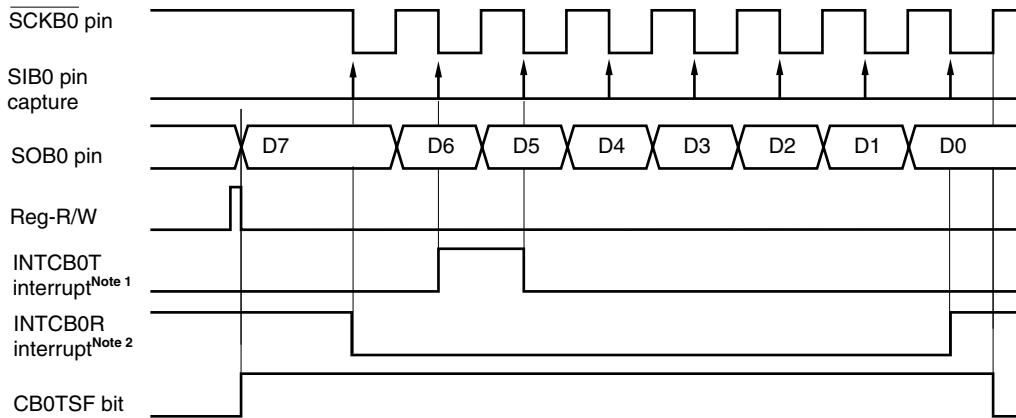 SCKB0 pin
SIB0 pin
capture
SOB0 pin
D7 D6 D5 D4 D3 D2 D1 D0
Reg-R/W
INTCB0T
interruptNote 1
INTCB0R
interruptNote 2
CB0TSF bit